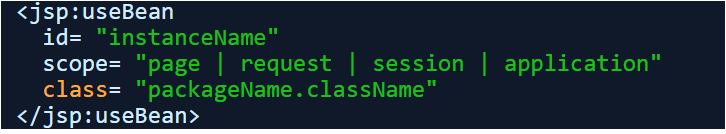 <jsp:useBean
id= "instanceName"
scope= "page | request | session | application"
class= "packageName.className"
</jsp:useBean>